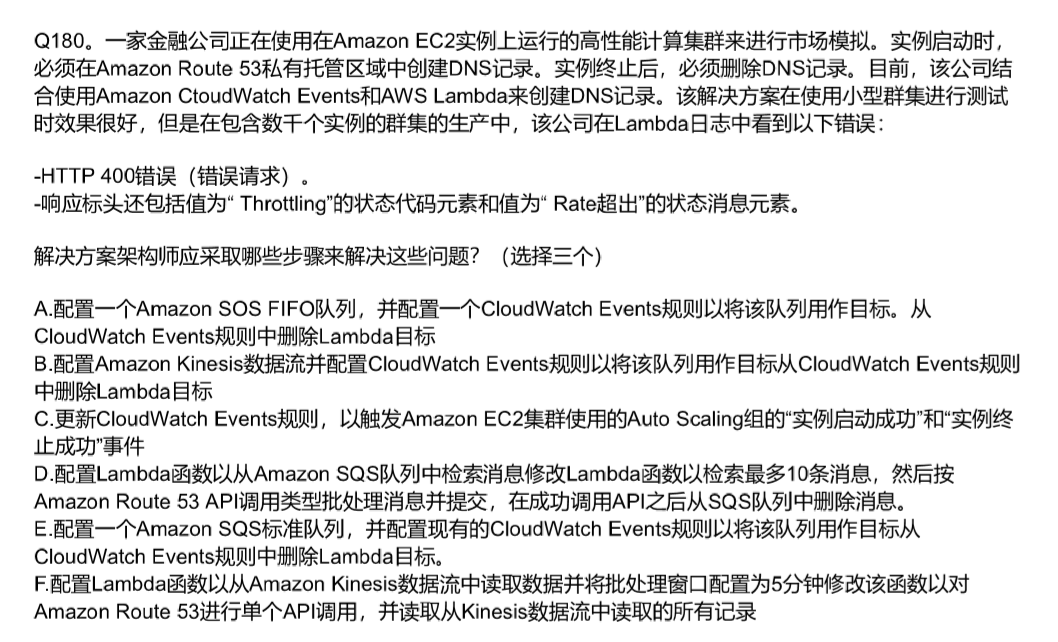 Q180。一家金融公司正在使用在Amazon EC2实例上运行的高性能计算集群来进行市场模拟。实例启动时，
必须在Amazon Route 53私有托管区域中创建DNS记录。实例终止后，必须删除DNS记录。目前，该公司结
合使用Amazon CtoudWatch Events和AWS Lambda来创建DNS记录。该解决方案在使用小型群集进行测试
时效果很好，但是在包含数千个实例的群集的生产中，该公司在Lambda日志中看到以下错误：
-HTTP 400错误（错误请求）。
-响应标头还包括值为“ Throttling”的状态代码元素和值为“ Rate超出”的状态消息元素。
解决方案架构师应采取哪些步骤来解决这些问题？（选择三个）
A.配置一个Amazon SOS FIFO队列，并配置一个CloudWatch Events规则以将该队列用作目标。从
CloudWatch Events规则中删除Lambda目标
B.配置Amazon Kinesis数据流并配置CloudWatch Events规则以将该队列用作目标从CloudWatch Events规则
中删除Lambda目标
C.更新CloudWatch Events规则，以触发Amazon EC2集群使用的Auto Scaling组的“实例启动成功”和“实例终
止成功”事件
D.配置Lambda函数以从Amazon SQS队列中检索消息修改Lambda函数以检索最多10条消息，然后按
Amazon Route 53 API调用类型批处理消息并提交，在成功调用API之后从SQS队列中删除消息。
E.配置一个Amazon SQS标准队列，并配置现有的CloudWatch Events规则以将该队列用作目标从
CloudWatch Events规则中删除Lambda目标。
F.配置Lambda函数以从Amazon Kinesis数据流中读取数据并将批处理窗口配置为5分钟修改该函数以对
Amazon Route 53进行单个API调用，并读取从Kinesis数据流中读取的所有记录